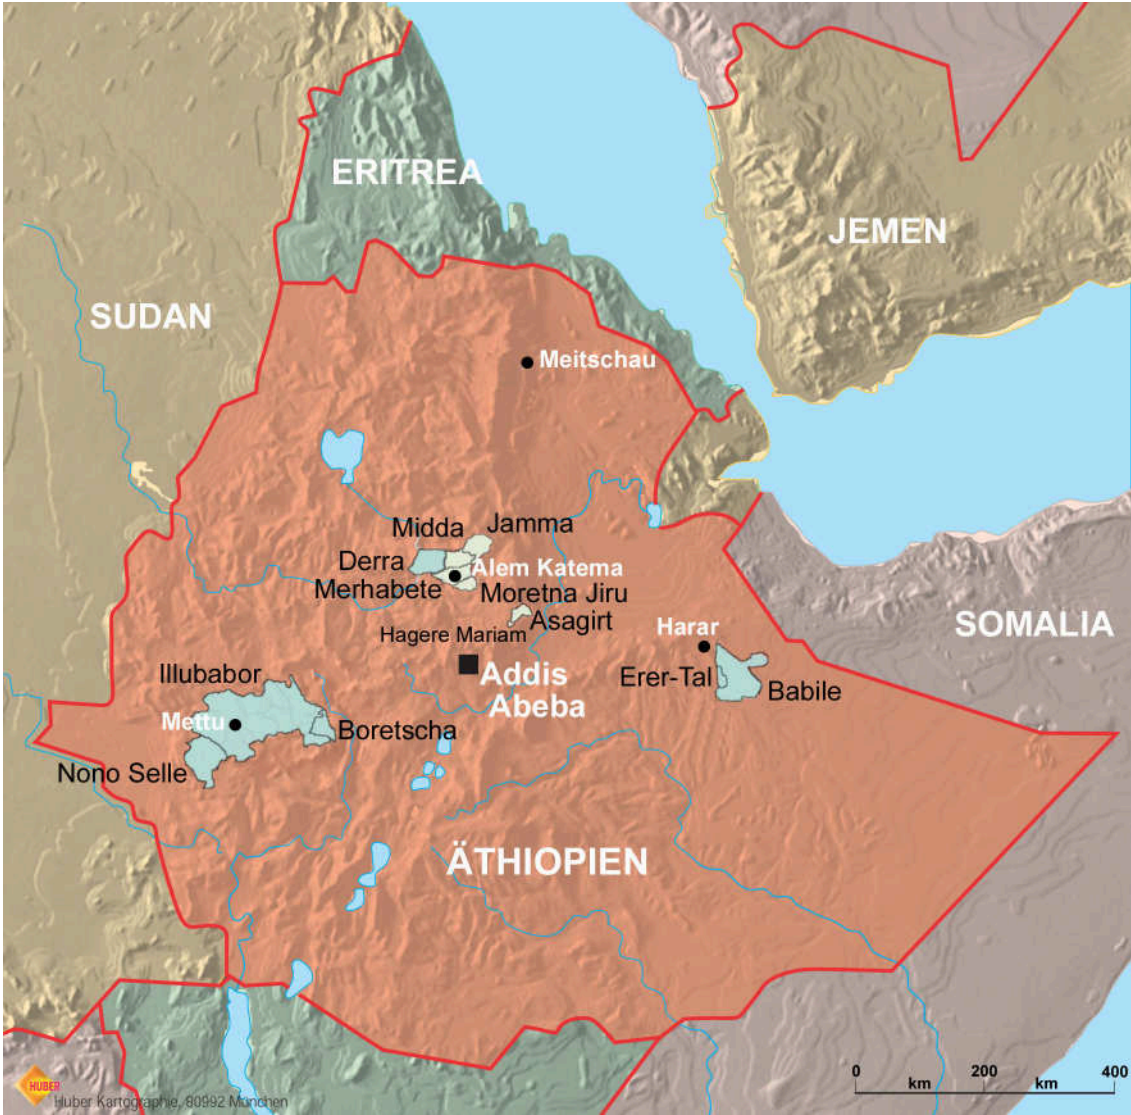 ERITREA
JEMEN
SUDAN
Meitschau
Midda
Jamma
Derra
Alem Katema
Merhabete
Moretna Jiru
Asagirt
Hagere Mariam
Harar
SOMALIA
Addis
Abeba
Erer-Tal
Babile
Illubabor
Mettu
Boretscha
Nono Selle
ÄTHIOPIEN
0 200 400
km km
HUBER
Huber Kartographie, 80992 München